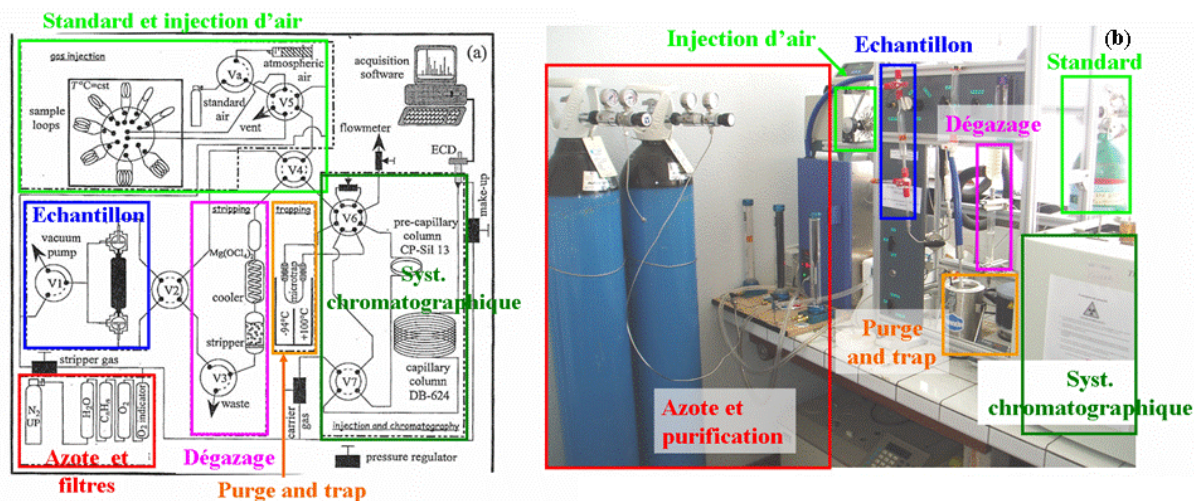 Standard et injection d'air
(a)
gas injection
T°C=cst
sample
loops
Va
atmospheric
air
standard
air
V5
vent
acquisition
software
flowmeter
ECD
V4
make-up
Echantillon
vacuum
pump
V1
V2
stripping
Mg(OCl₄)
cooler
stripper
V3
waste
trapping
microtrap
-94°C
+100°C
V6
pre-capillary
column
CP-Sil 13
Syst.
chromatographique
capillary
column
DB-624
V7
injection and chromatography
stripper gas
N₂
UP
H₂O
O₂
O₂ indicator
carrier
gas
pressure regulator
Azote et
filtres
Dégazage
Purge and trap
(b)
Injection d'air
Echantillon
Standard
Dégazage
Purge
and trap
Azote et
purification
Syst.
chromatographique